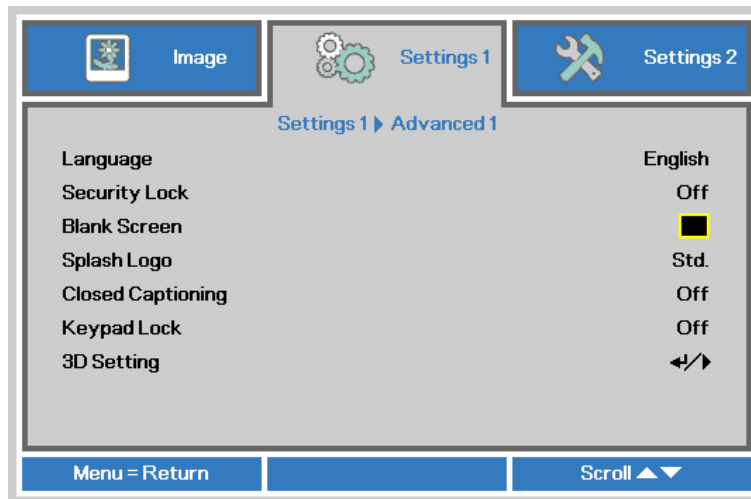 Image
Settings 1
Settings 2
Settings 1 ▶ Advanced 1
Language English
Security Lock Off
Blank Screen
Splash Logo Std.
Closed Captioning Off
Keypad Lock Off
3D Setting ↵/▶
Menu = Return
Scroll ▲▼